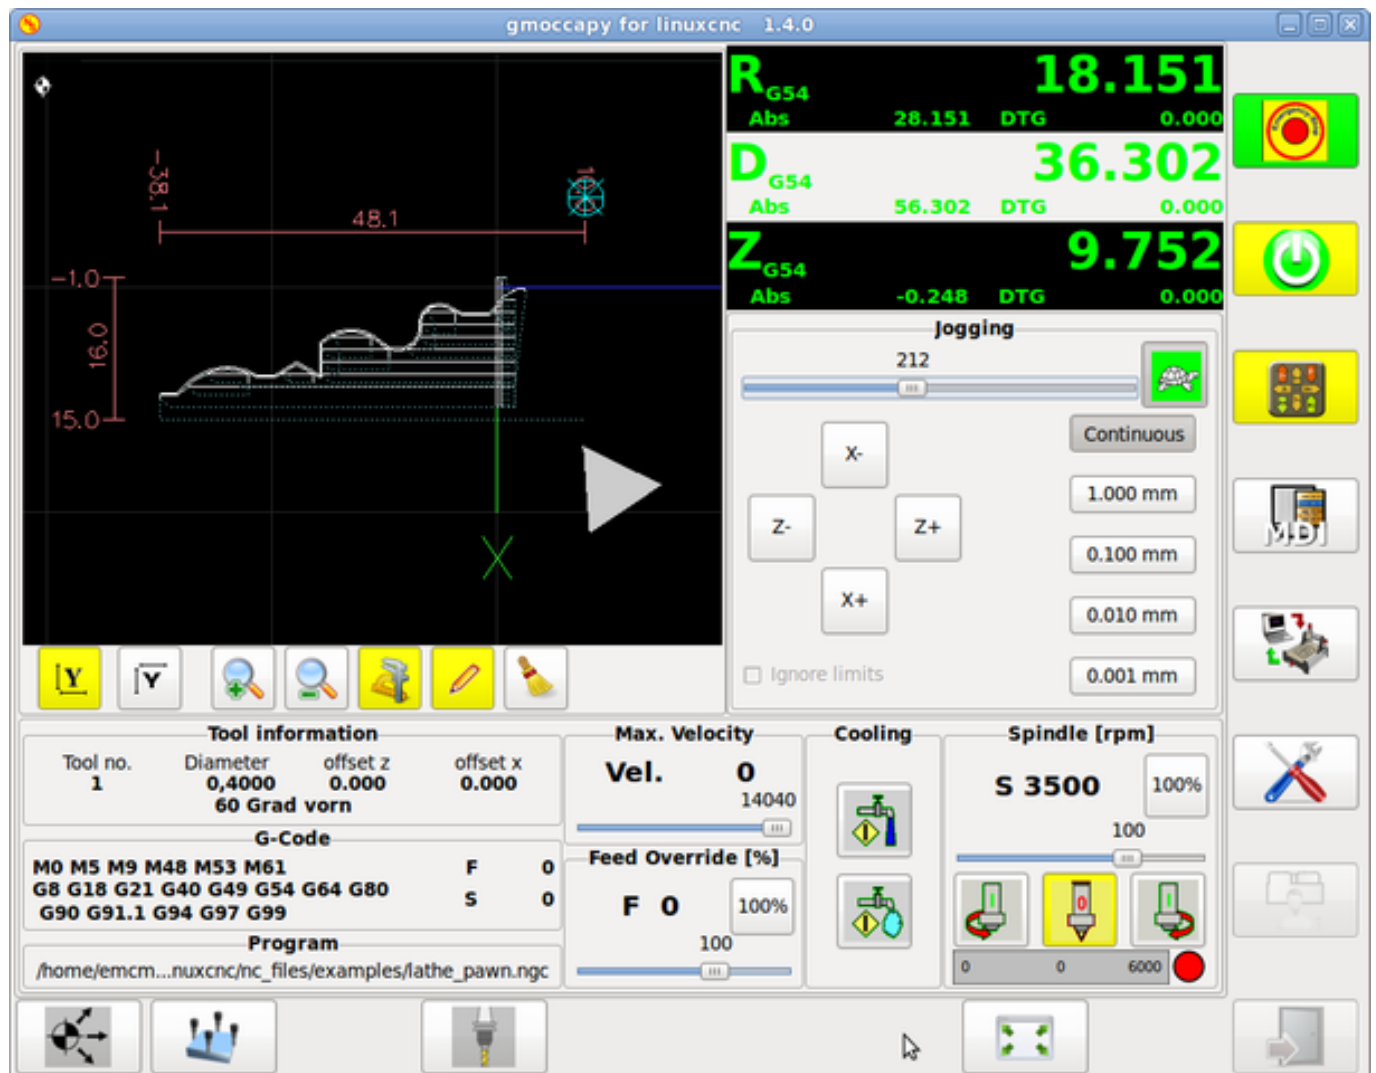 gmoccapy for linuxcnc 1.4.0
R G54 18.151
Abs 28.151 DTG 0.000
D G54 36.302
Abs 56.302 DTG 0.000
Z G54 9.752
Abs -0.248 DTG 0.000
-38.1
48.1
-1.0
16.0
15.0
X
Jogging
212
Continuous
X-
1.000 mm
Z- Z+
0.100 mm
X+
0.010 mm
Ignore limits
0.001 mm
MDI
Y Y
Tool information
Tool no. Diameter offset z offset x
1 0,4000 0.000 0.000
60 Grad vorn
G-Code
M0 M5 M9 M48 M53 M61 F 0
G8 G18 G21 G40 G49 G54 G64 G80 S 0
G90 G91.1 G94 G97 G99
Program
/home/emcm...nuxcnc/nc_files/examples/lathe_pawn.ngc
Max. Velocity
Vel. 0
14040
Feed Override [%]
F 0 100%
100
Cooling
Spindle [rpm]
S 3500 100%
100
I 0 I
0 0 6000